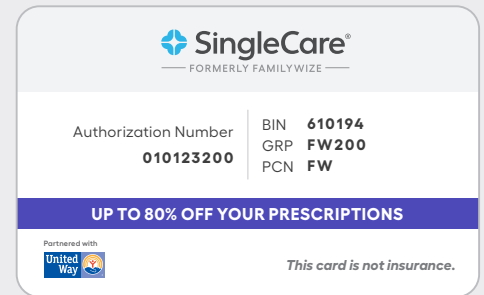 SingleCare®
FORMERLY FAMILYWIZE
Authorization Number
010123200
BIN 610194
GRP FW200
PCN FW
UP TO 80% OFF YOUR PRESCRIPTIONS
Partnered with
United
Way
This card is not insurance.